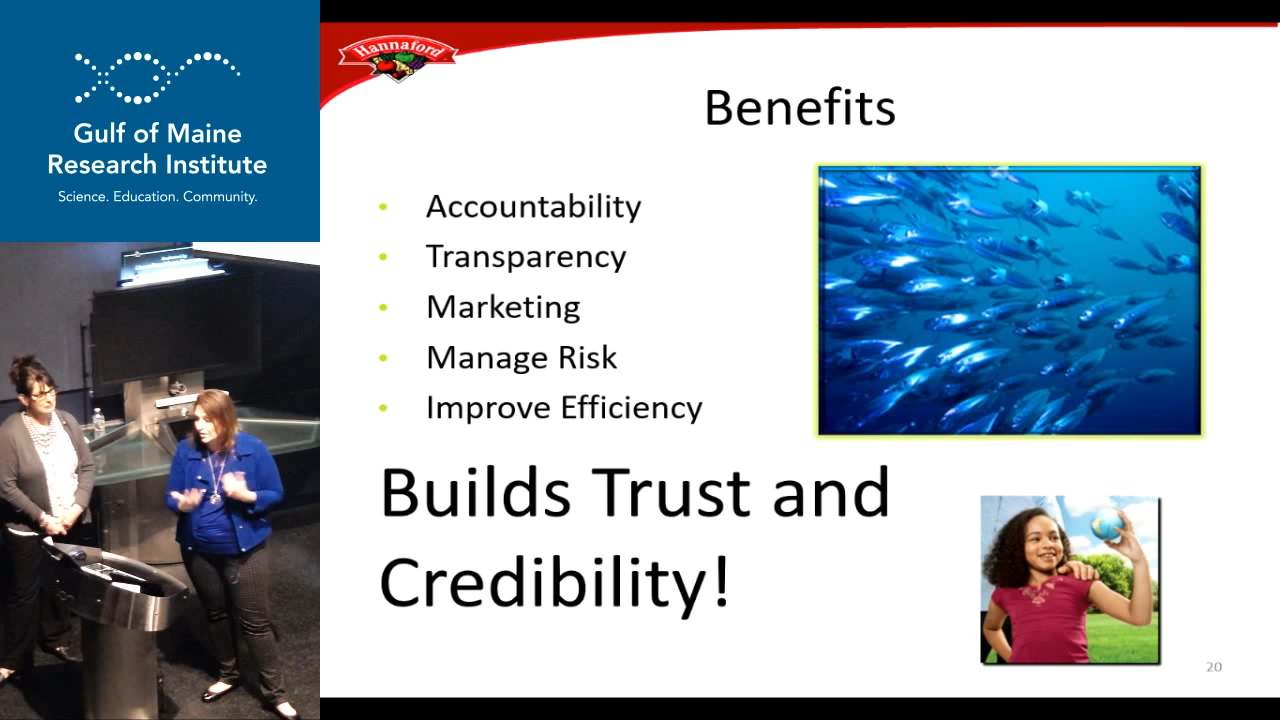 Gulf of Maine
Research Institute
Science. Education. Community.
Hannaford
Benefits
• Accountability
• Transparency
• Marketing
• Manage Risk
• Improve Efficiency
Builds Trust and
Credibility!
20